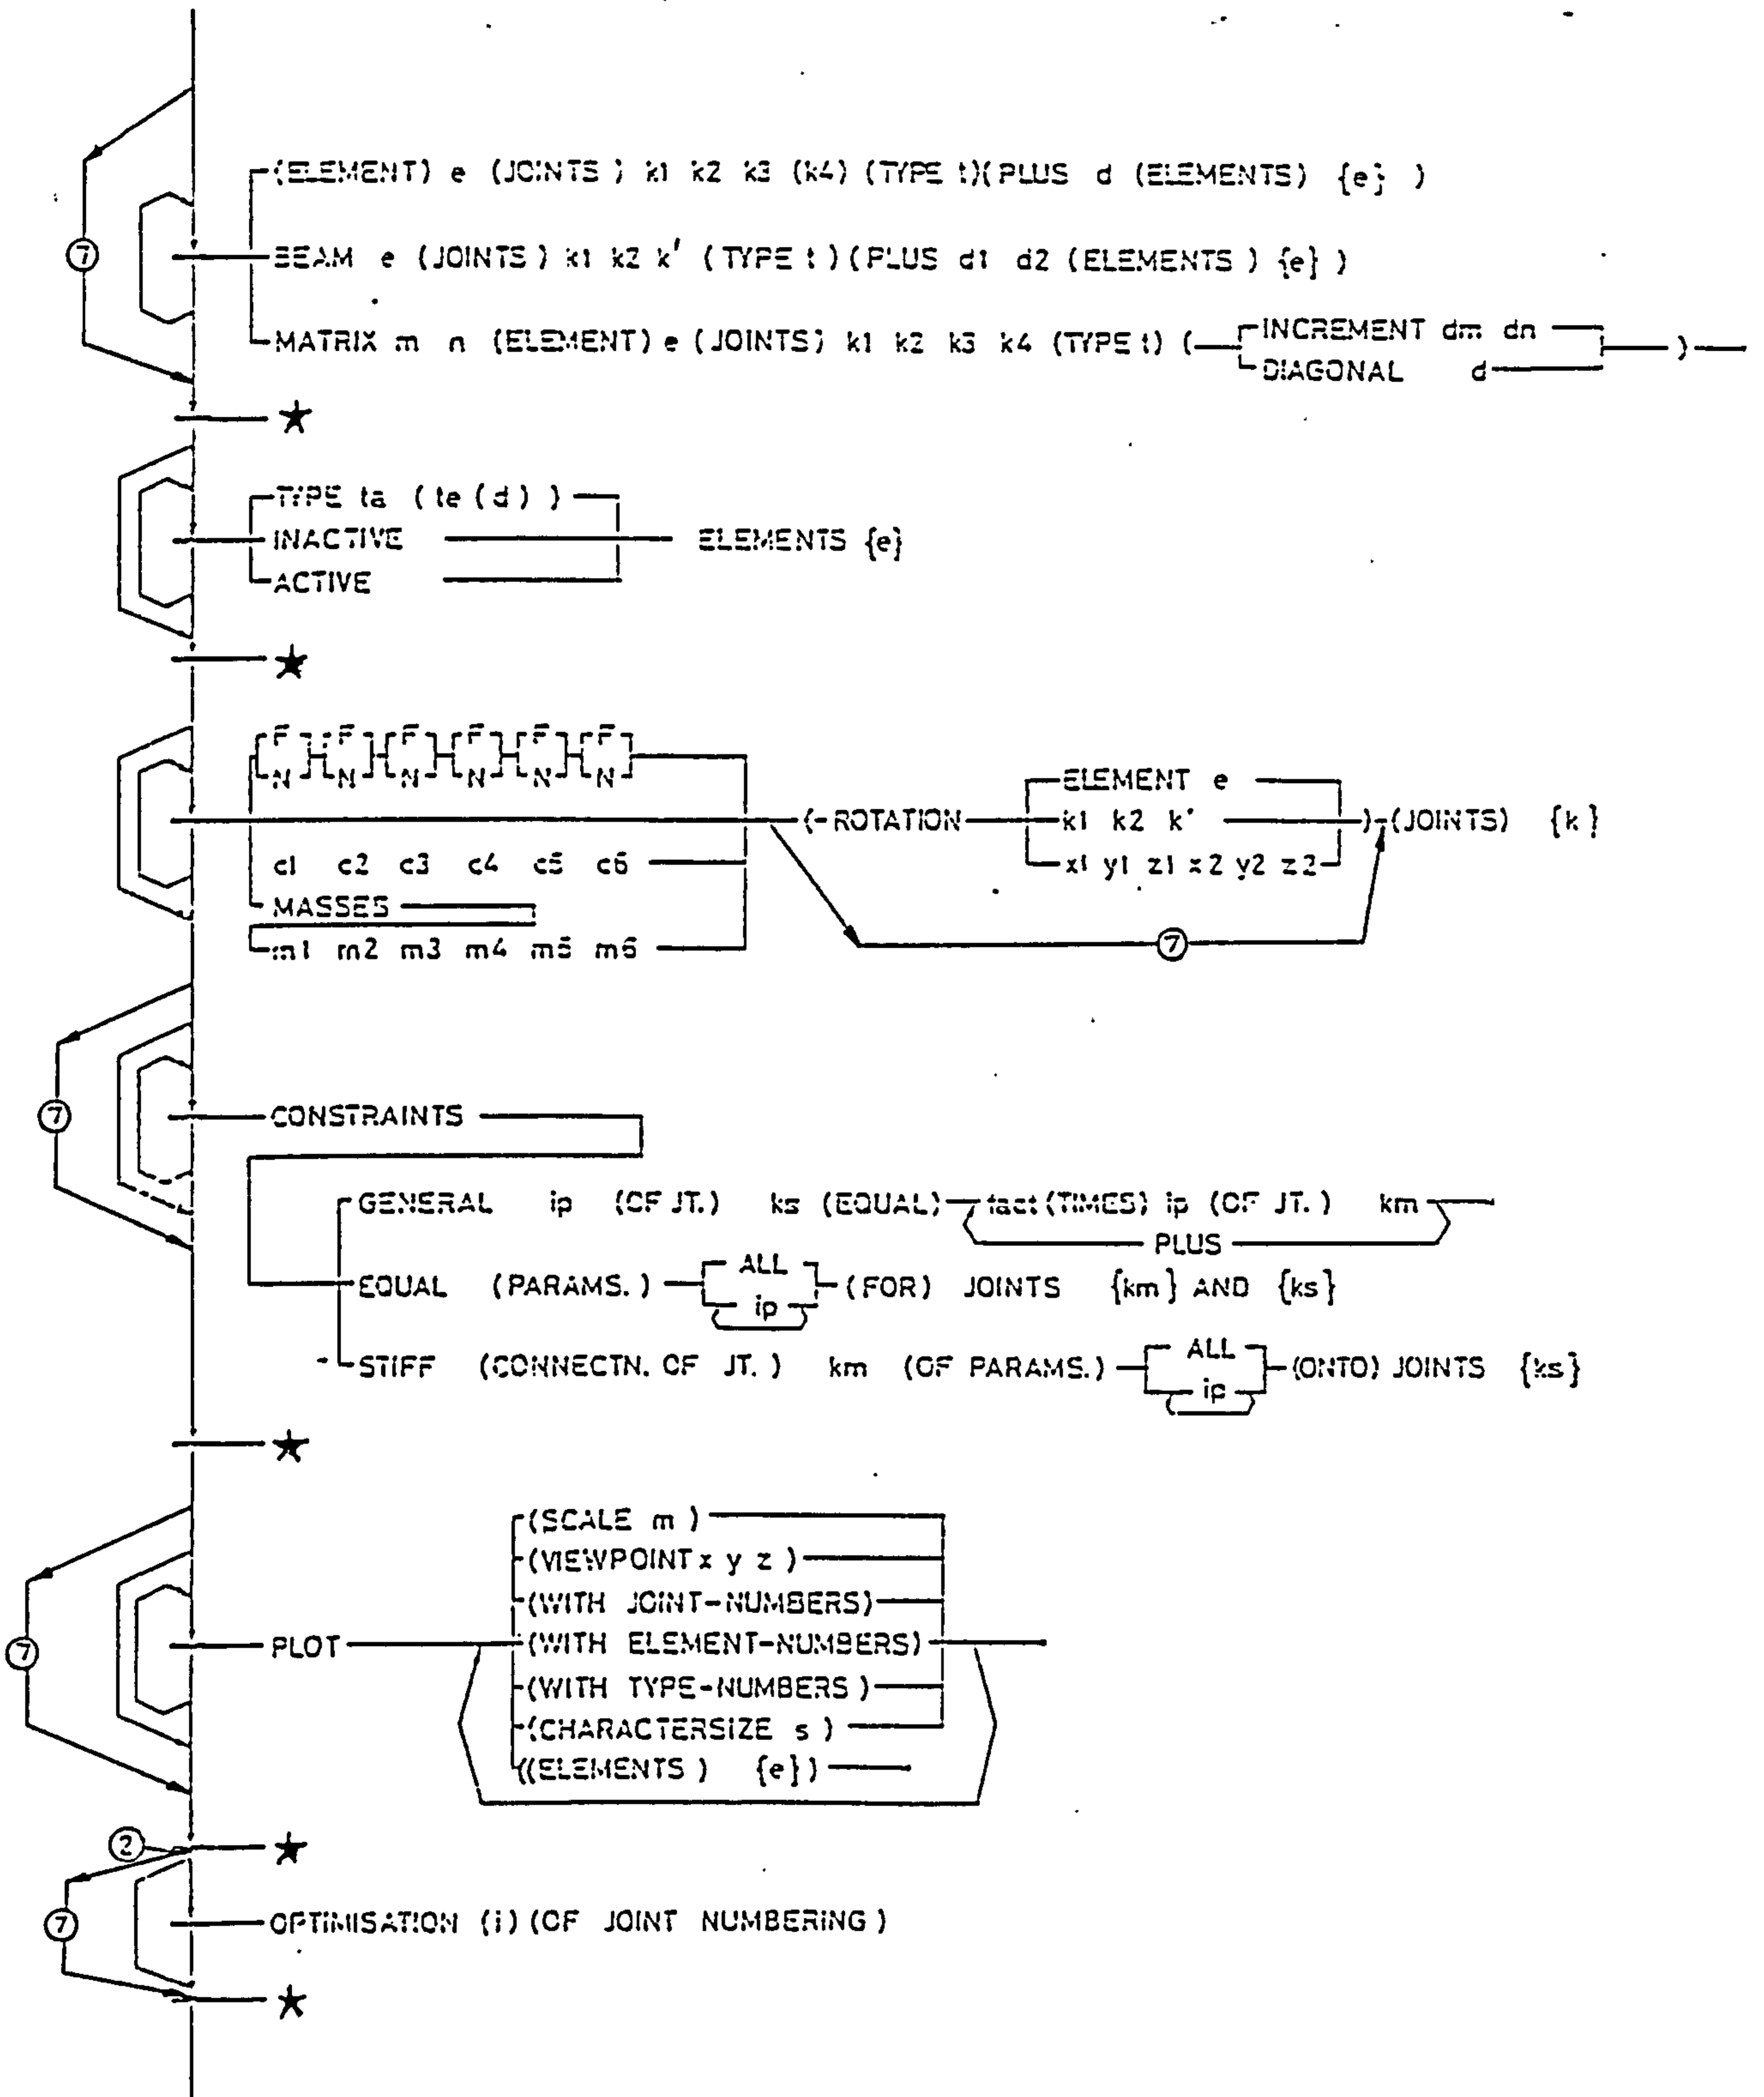 (ELEMENT) e (JOINTS) k1 k2 k3 (k4) (TYPE t)(PLUS d (ELEMENTS) {e} )
7
BEAM e (JOINTS) k1 k2 k' (TYPE t)(PLUS d1 d2 (ELEMENTS) {e} )
MATRIX m n (ELEMENT) e (JOINTS) k1 k2 k3 k4 (TYPE t) ( INCREMENT dm dn )
DIAGONAL d
★
TYPE ta (te (d) )
INACTIVE ELEMENTS {e}
ACTIVE
★
F F F F F F
N N N N N N
ELEMENT e
(-ROTATION k1 k2 k' )-(JOINTS) {k}
c1 c2 c3 c4 c5 c6 x1 y1 z1 x2 y2 z2
MASSES
m1 m2 m3 m4 m5 m6 7
7 CONSTRAINTS
GENERAL ip (OF JT.) ks (EQUAL) fact (TIMES) ip (OF JT.) km
PLUS
ALL
EQUAL (PARAMS.) (FOR) JOINTS {km} AND {ks}
ip
ALL
STIFF (CONNECTN. OF JT.) km (OF PARAMS.) (ONTO) JOINTS {ks}
ip
★
(SCALE m )
(VIEWPOINT x y z )
(WITH JOINT-NUMBERS)
7 PLOT (WITH ELEMENT-NUMBERS)
(WITH TYPE-NUMBERS)
(CHARACTERSIZE s )
((ELEMENTS) {e})
2 ★
7 OPTIMISATION (i) (OF JOINT NUMBERING)
★